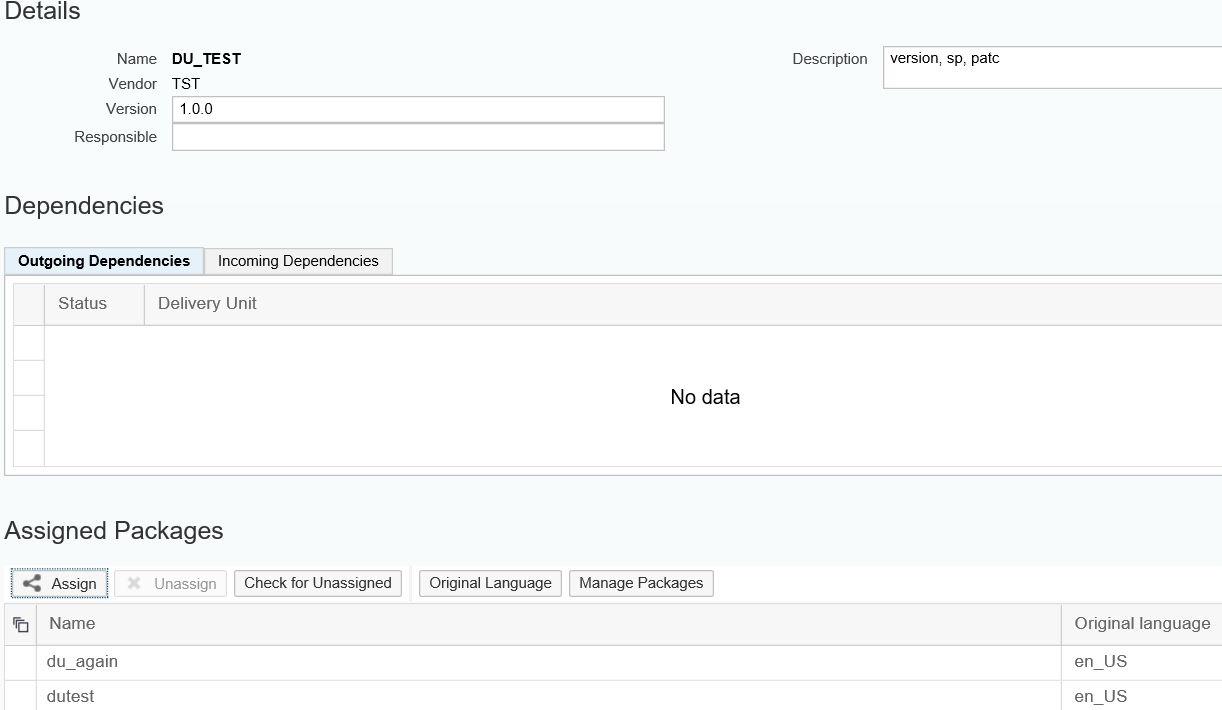 Details
Name DU_TEST
Description version, sp, patc
Vendor TST
Version 1.0.0
Responsible
Dependencies
Outgoing Dependencies Incoming Dependencies
Status Delivery Unit
No data
Assigned Packages
Assign Unassign Check for Unassigned Original Language Manage Packages
Name Original language
du_again en_US
dutest en_US